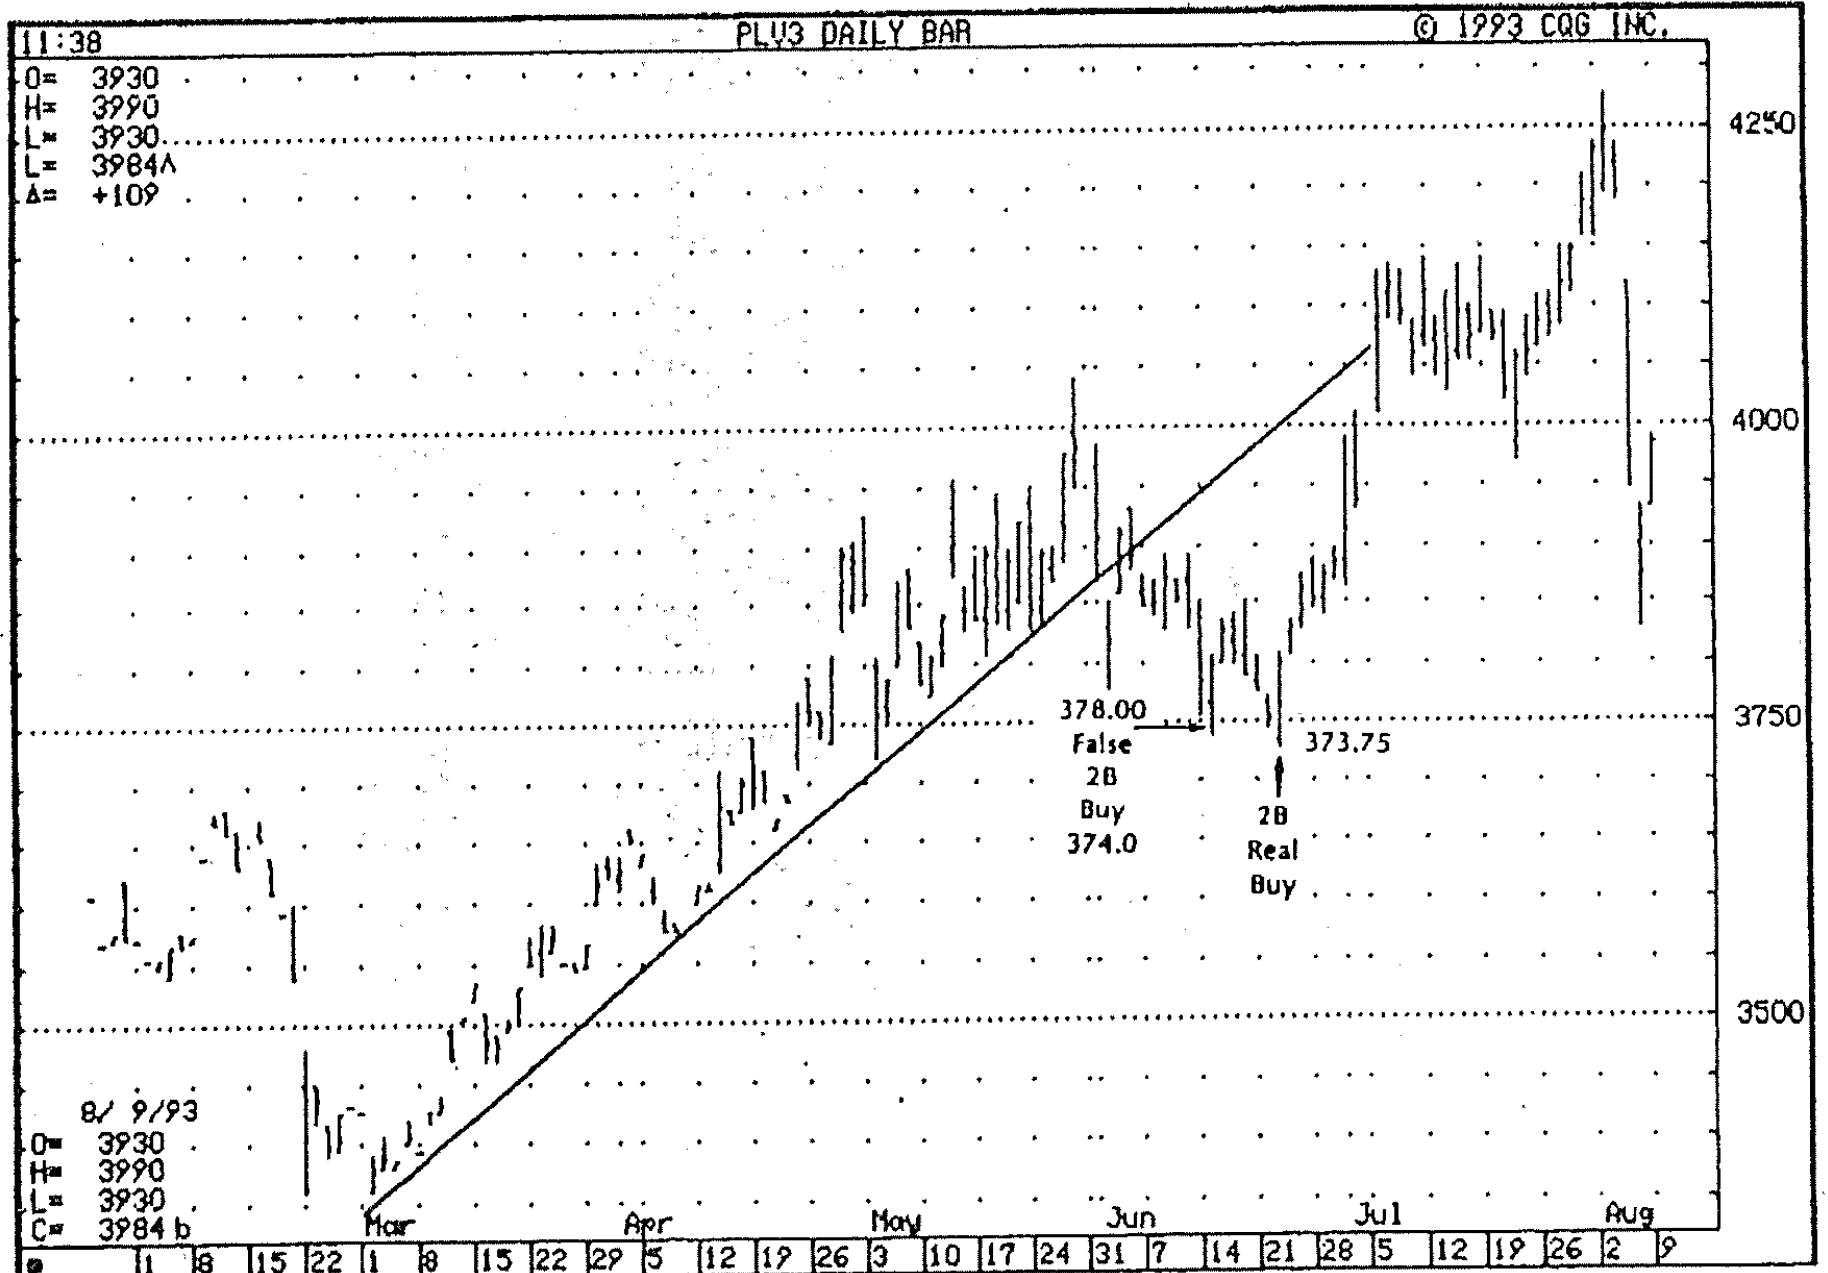 11:38
PLV3 DAILY BAR
© 1993 CQG INC.
O= 3930
H= 3990
L= 3930
L= 3984^
Δ= +109
4250
4000
3750
3500
378.00
False
2B
Buy
374.0
373.75
2B
Real
Buy
8/ 9/93
O= 3930
H= 3990
L= 3930
C= 3984 b
Mar Apr May Jun Jul Aug
1 8 15 22 1 8 15 22 29 5 12 19 26 3 10 17 24 31 7 14 21 28 5 12 19 26 2 9